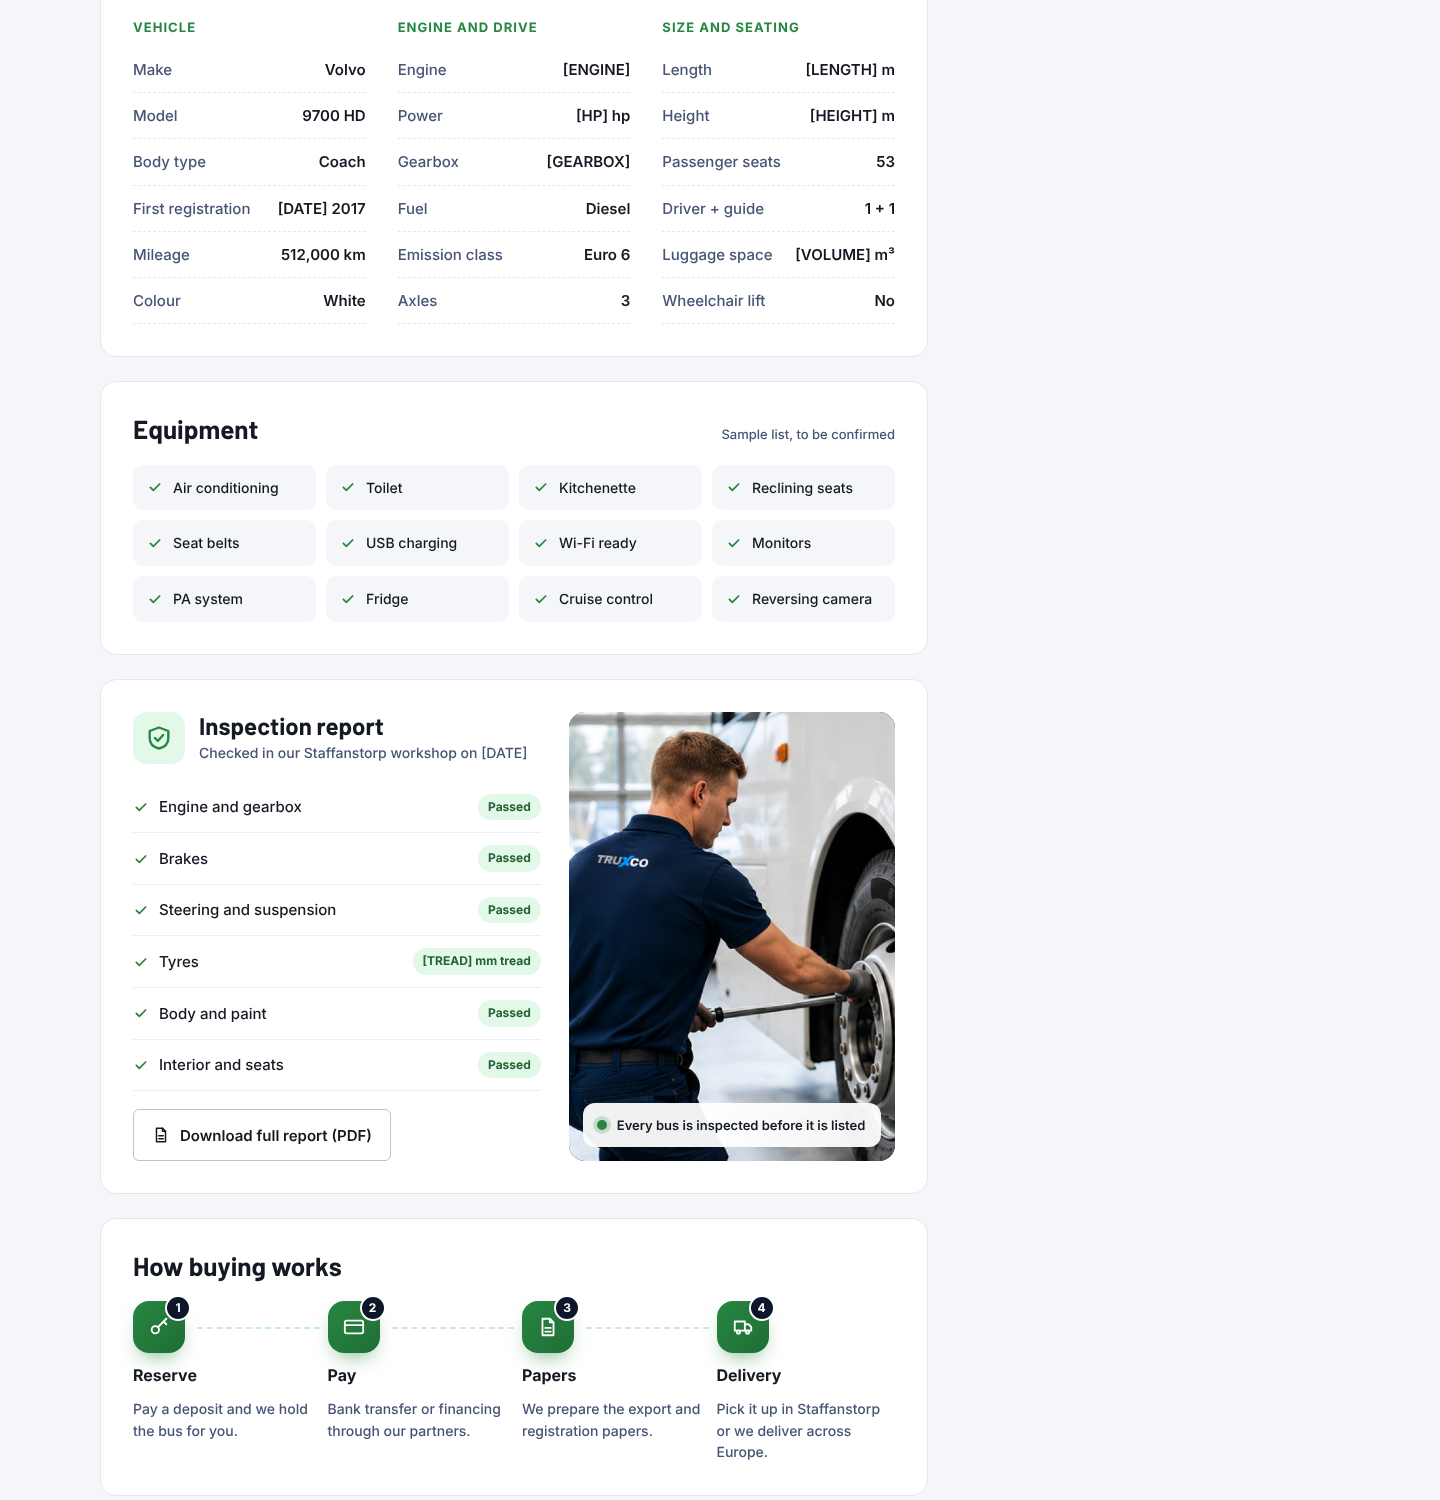 VEHICLE
Make Volvo
Model 9700 HD
Body type Coach
First registration [DATE] 2017
Mileage 512,000 km
Colour White
ENGINE AND DRIVE
Engine [ENGINE]
Power [HP] hp
Gearbox [GEARBOX]
Fuel Diesel
Emission class Euro 6
Axles 3
SIZE AND SEATING
Length [LENGTH] m
Height [HEIGHT] m
Passenger seats 53
Driver + guide 1 + 1
Luggage space [VOLUME] m³
Wheelchair lift No
Equipment
Sample list, to be confirmed
Air conditioning
Toilet
Kitchenette
Reclining seats
Seat belts
USB charging
Wi-Fi ready
Monitors
PA system
Fridge
Cruise control
Reversing camera
Inspection report
Checked in our Staffanstorp workshop on [DATE]
Engine and gearbox Passed
Brakes Passed
Steering and suspension Passed
Tyres [TREAD] mm tread
Body and paint Passed
Interior and seats Passed
Download full report (PDF)
TRUXCO
Every bus is inspected before it is listed
How buying works
1
Reserve
Pay a deposit and we hold
the bus for you.
2
Pay
Bank transfer or financing
through our partners.
3
Papers
We prepare the export and
registration papers.
4
Delivery
Pick it up in Staffanstorp
or we deliver across
Europe.